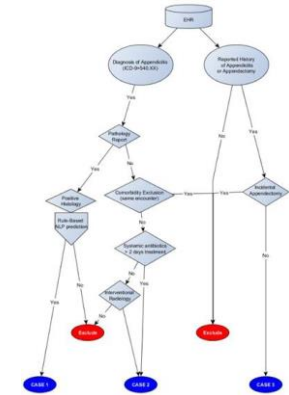 EHR
Diagnosis of Appendicitis
(ICD-9=540.XX)
Reported History
of Appendicitis
or Appendectomy
Yes
No
Yes
Pathology
Report
Yes
No
Positive
Histology
Comorbidity Exclusion
(same encounter)
Yes
Yes
Incidental
Appendectomy
Rule-Based
NLP prediction
No
Systemic antibiotics
> 2 days treatment
No
No
Yes
Interventional
Radiology
Yes
No
No
Yes
Yes
Exclude
Exclude
CASE 1
CASE 2
CASE 3